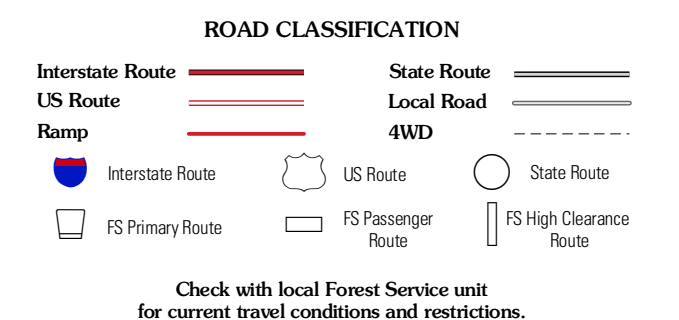 ROAD CLASSIFICATION
Interstate Route
State Route
US Route
Local Road
Ramp
4WD
Interstate Route
US Route
State Route
FS Primary Route
FS Passenger
Route
FS High Clearance
Route
Check with local Forest Service unit
for current travel conditions and restrictions.